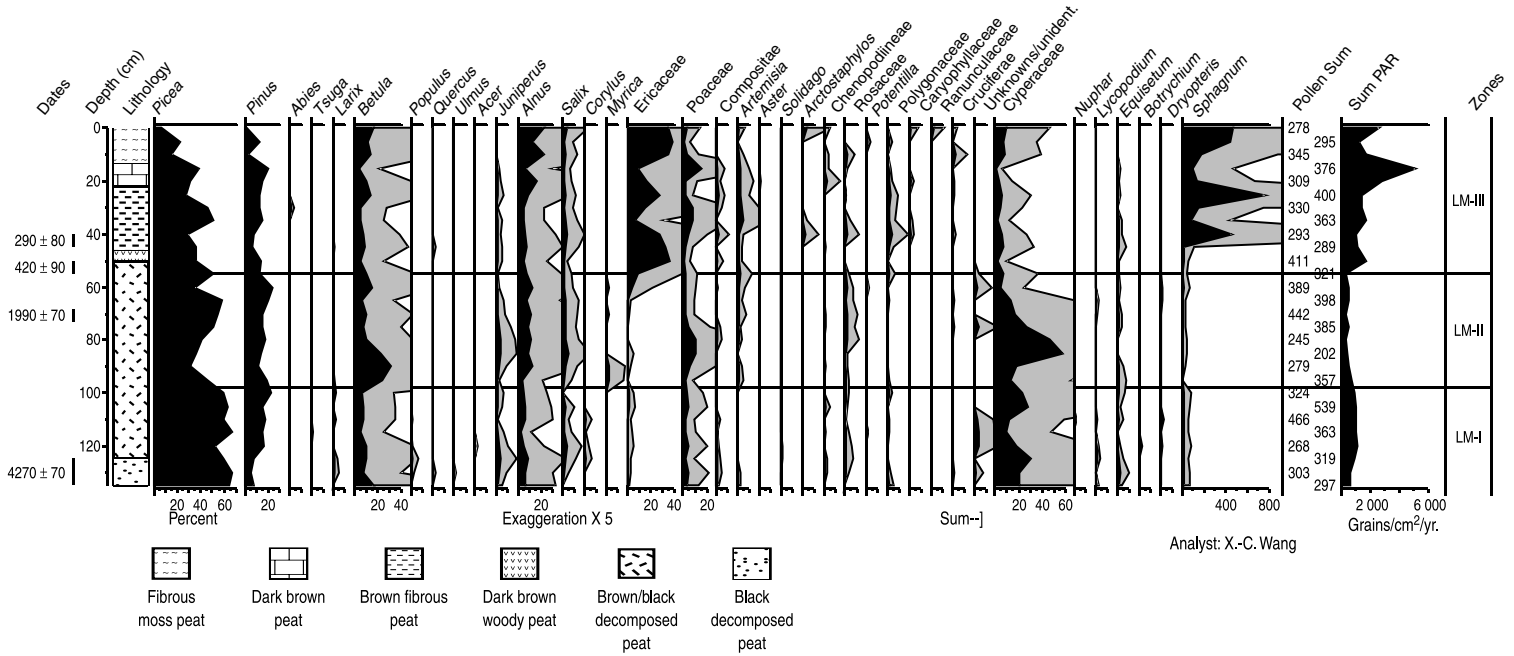 Dates
Depth (cm)
Lithology
Picea
Pinus
Abies
Tsuga
Larix
Betula
Populus
Quercus
Ulmus
Acer
Juniperus
Alnus
Salix
Corylus
Myrica
Ericaceae
Poaceae
Compositae
Artemisia
Aster
Solidago
Arctostaphylos
Chenopodiineae
Rosaceae
Potentilla
Polygonaceae
Caryophyllaceae
Ranunculaceae
Cruciferae
Unknowns/unident.
Cyperaceae
Nuphar
Lycopodium
Equisetum
Botrychium
Dryopteris
Sphagnum
Pollen Sum
Sum PAR
Zones
0
20
40
60
80
100
120
290 ± 80
420 ± 90
1990 ± 70
4270 ± 70
278
295
345
376
309
400
330
363
293
289
411
321
389
398
442
385
245
202
279
357
324
539
466
363
268
319
303
297
LM-III
LM-II
LM-I
20 40 60 20 20 40 20 20 40 20 20 40 60 400 800 2 000 6 000
Percent Exaggeration X 5 Sum--] Grains/cm²/yr.
Analyst: X.-C. Wang
Fibrous
moss peat
Dark brown
peat
Brown fibrous
peat
Dark brown
woody peat
Brown/black
decomposed
peat
Black
decomposed
peat